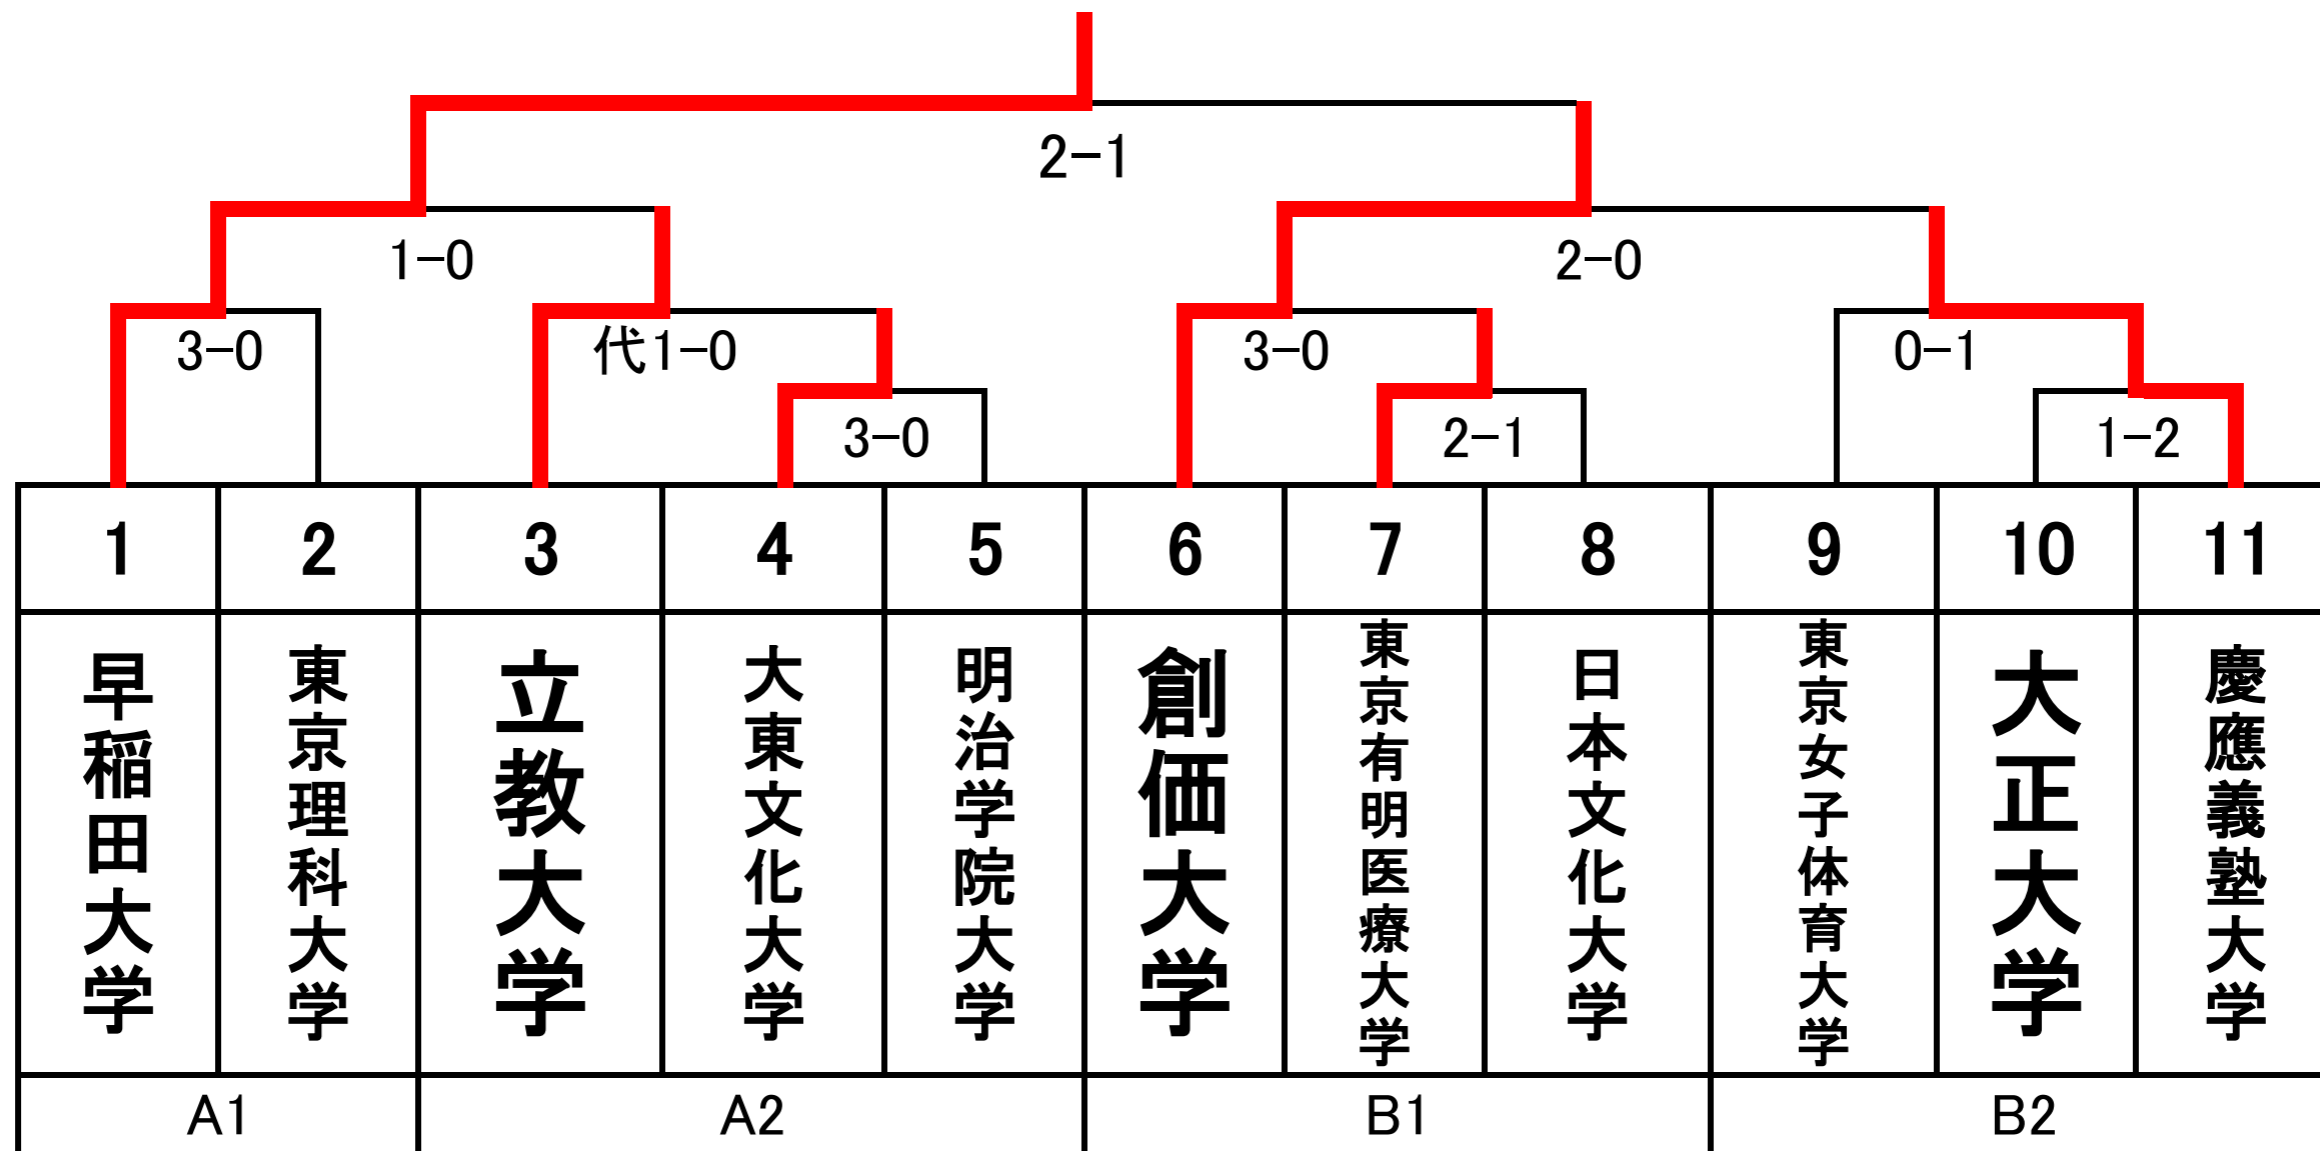 2-1
1-0
2-0
3-0
代1-0
3-0
0-1
3-0
2-1
1-2
1
2
3
4
5
6
7
8
9
10
11
早稲田大学
東京理科大学
立教大学
大東文化大学
明治学院大学
創価大学
東京有明医療大学
日本文化大学
東京女子体育大学
大正大学
慶應義塾大学
A1
A2
B1
B2